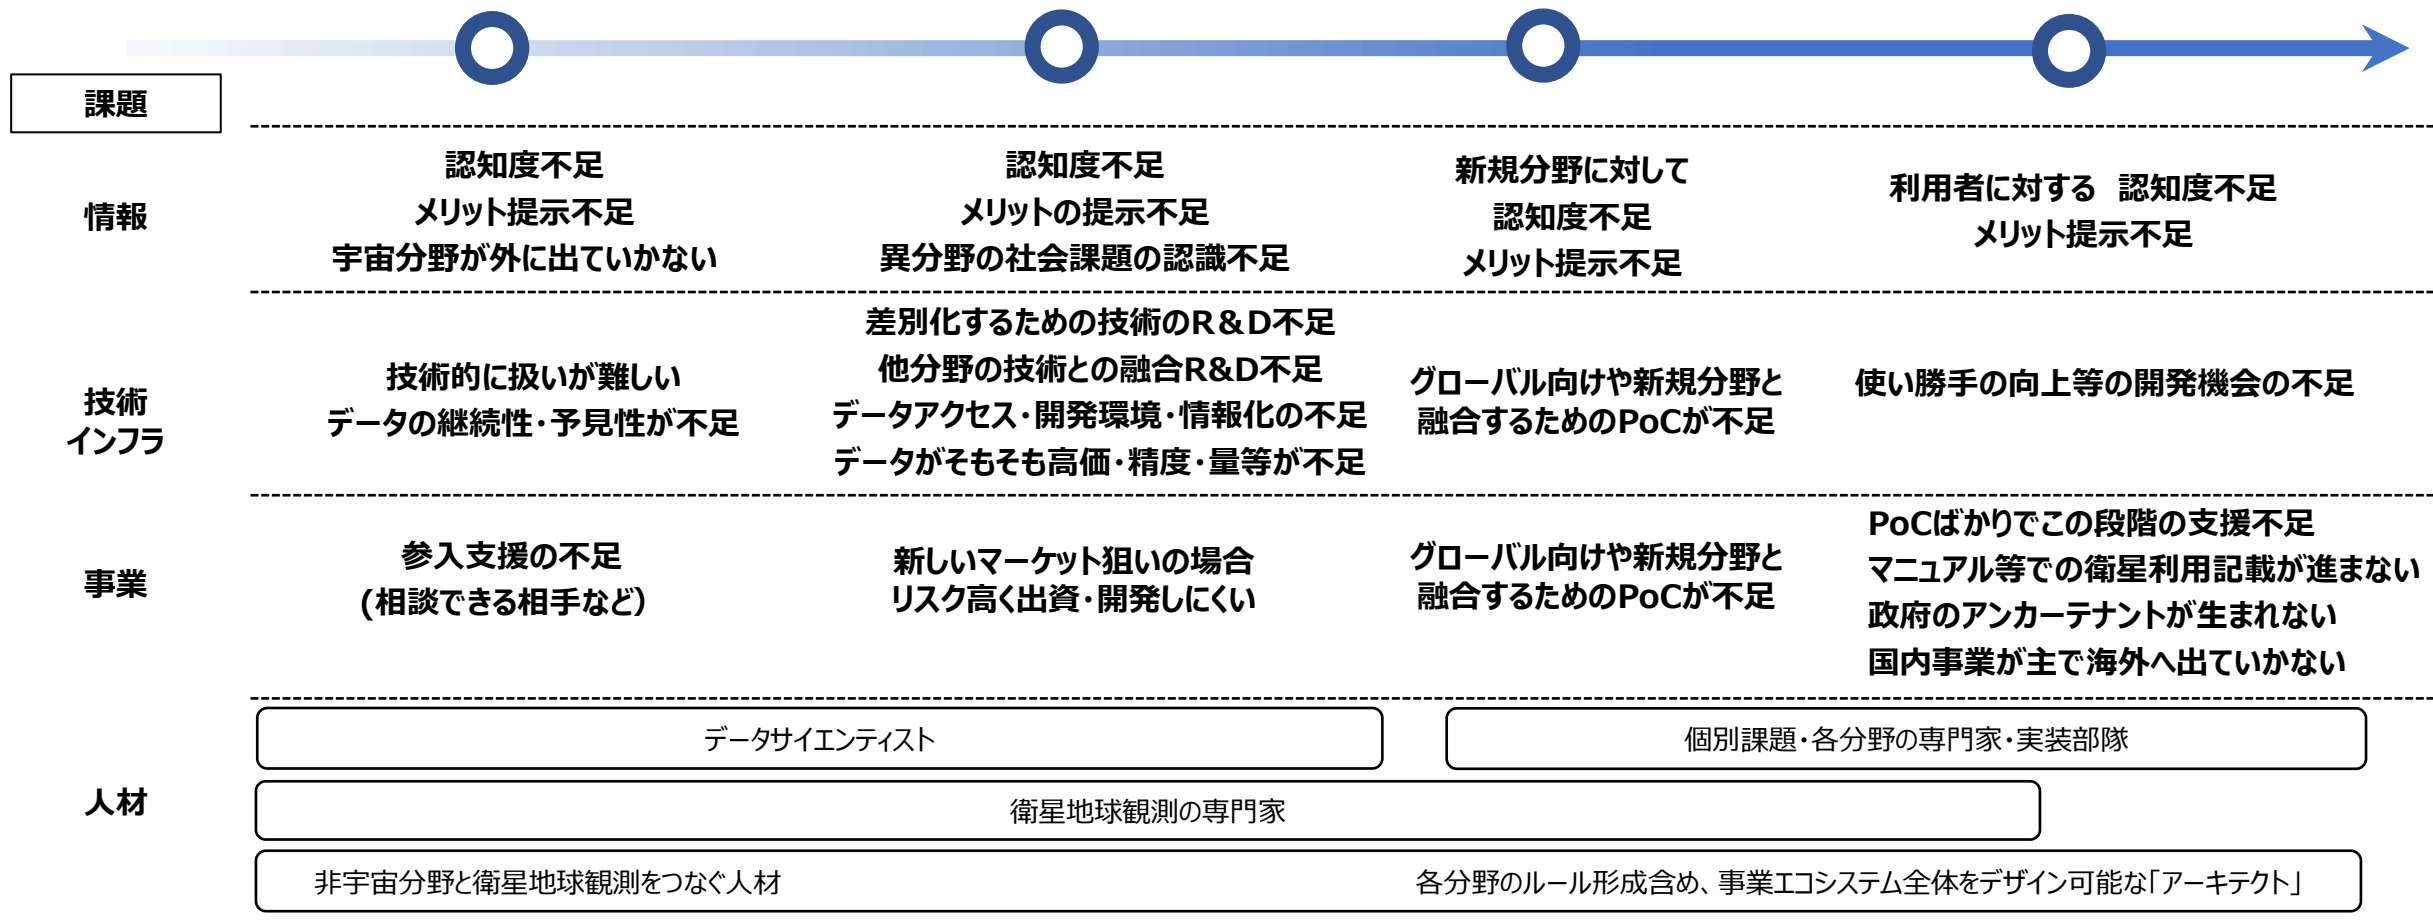 課題
情報
認知度不足
メリット提示不足
宇宙分野が外に出ていかない
認知度不足
メリットの提示不足
異分野の社会課題の認識不足
新規分野に対して
認知度不足
メリット提示不足
利用者に対する　認知度不足
メリット提示不足
技術
インフラ
技術的に扱いが難しい
データの継続性・予見性が不足
差別化するための技術のR＆D不足
他分野の技術との融合R&D不足
データアクセス・開発環境・情報化の不足
データがそもそも高価・精度・量等が不足
グローバル向けや新規分野と
融合するためのPoCが不足
使い勝手の向上等の開発機会の不足
事業
参入支援の不足
(相談できる相手など）
新しいマーケット狙いの場合
リスク高く出資・開発しにくい
グローバル向けや新規分野と
融合するためのPoCが不足
PoCばかりでこの段階の支援不足
マニュアル等での衛星利用記載が進まない
政府のアンカーテナントが生まれない
国内事業が主で海外へ出ていかない
人材
データサイエンティスト
個別課題・各分野の専門家・実装部隊
衛星地球観測の専門家
非宇宙分野と衛星地球観測をつなぐ人材
各分野のルール形成含め、事業エコシステム全体をデザイン可能な「アーキテクト」